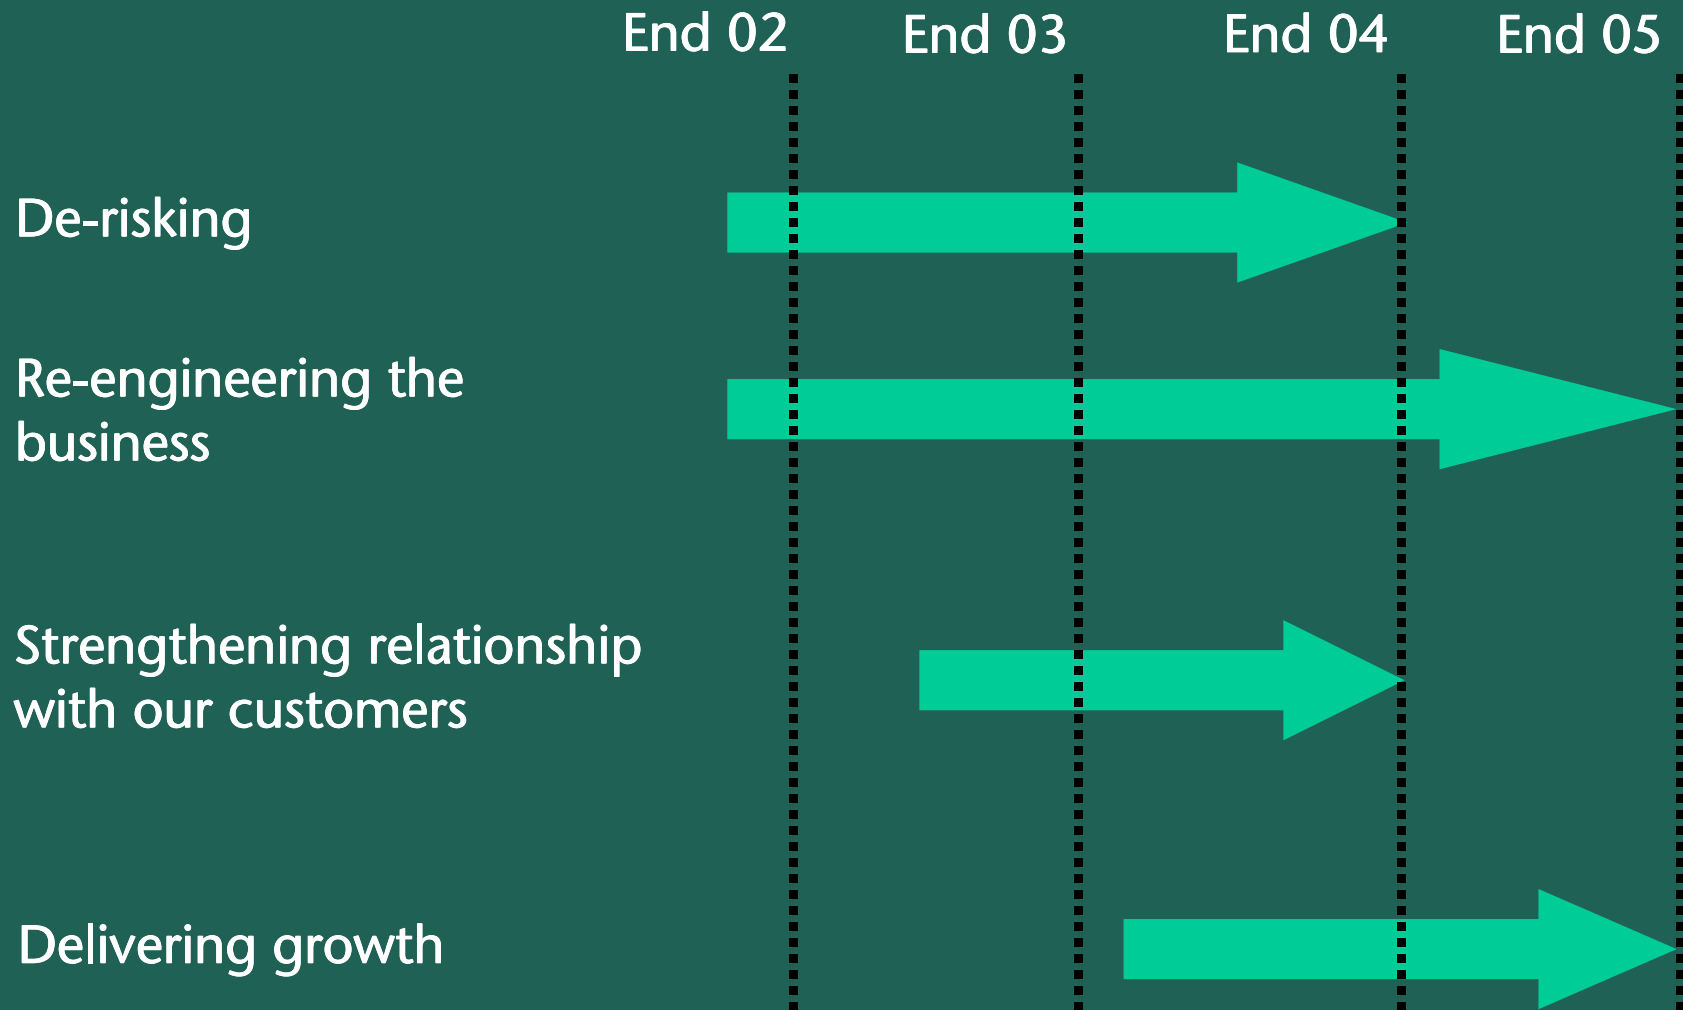 End 02 End 03 End 04 End 05
De-risking
Re-engineering the
business
Strengthening relationship
with our customers
Delivering growth